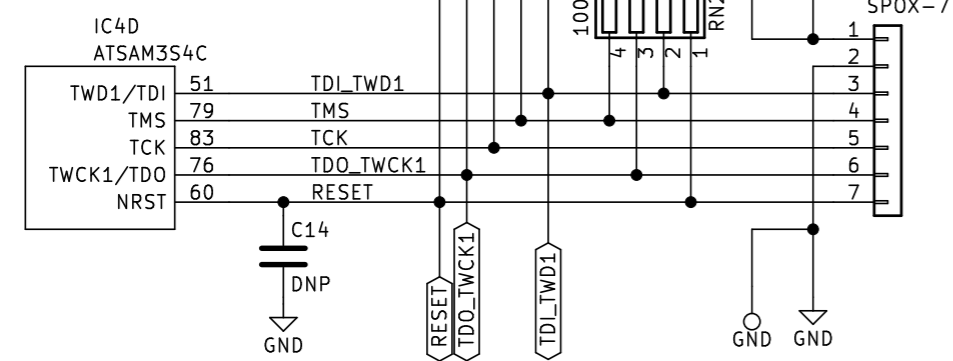 SPOX-7
IC4D
ATSAM3S4C
100
RN2
4
3
2
1
1
2
TWD1/TDI 51 TDI_TWD1 3
TMS 79 TMS 4
TCK 83 TCK 5
TWCK1/TDO 76 TDO_TWCK1 6
NRST 60 RESET 7
C14
DNP
GND
RESET
TDO_TWCK1
TDI_TWD1
GND
GND